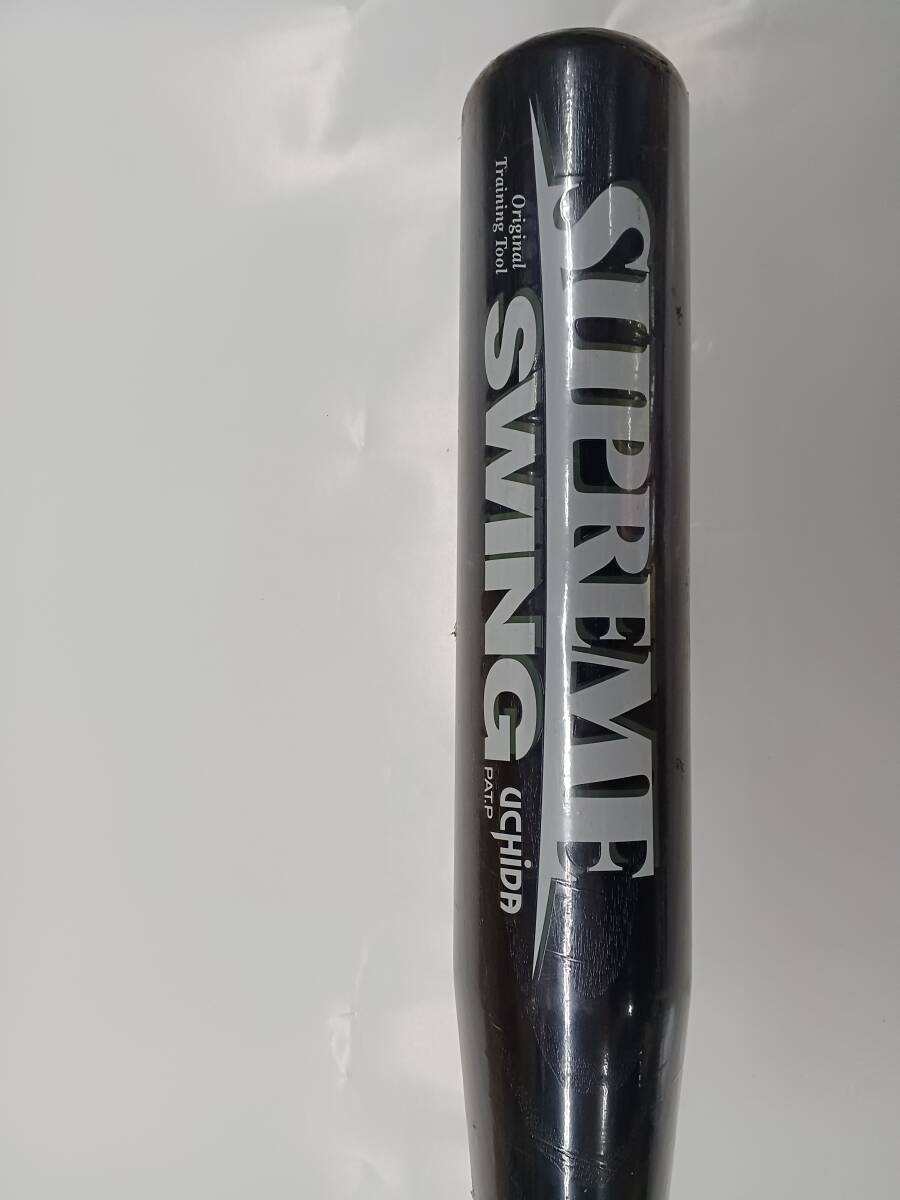 SUPREME
Original
Training Tool
SWING
UCHIDA
PAT.P